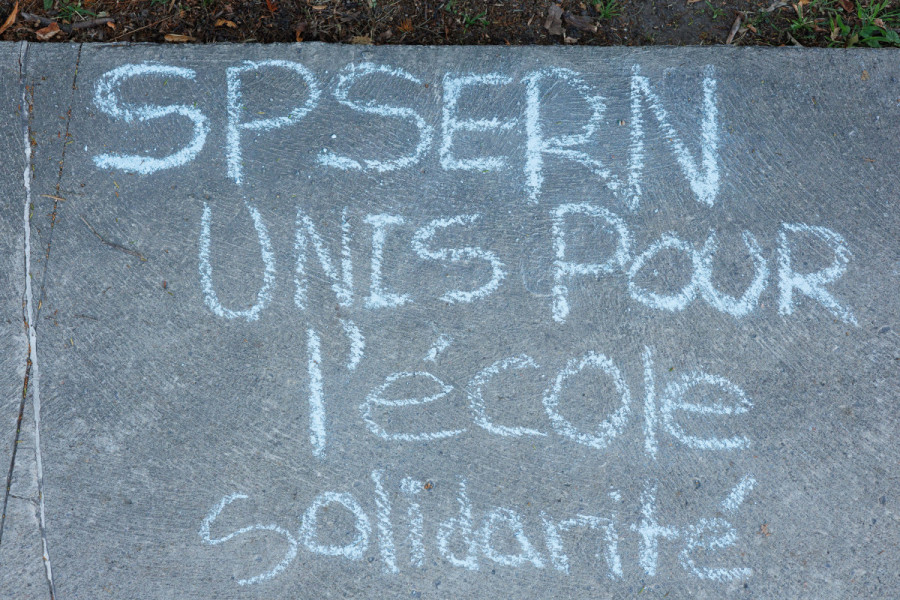 SPSERN
UNIS POUR
l'école
solidarité